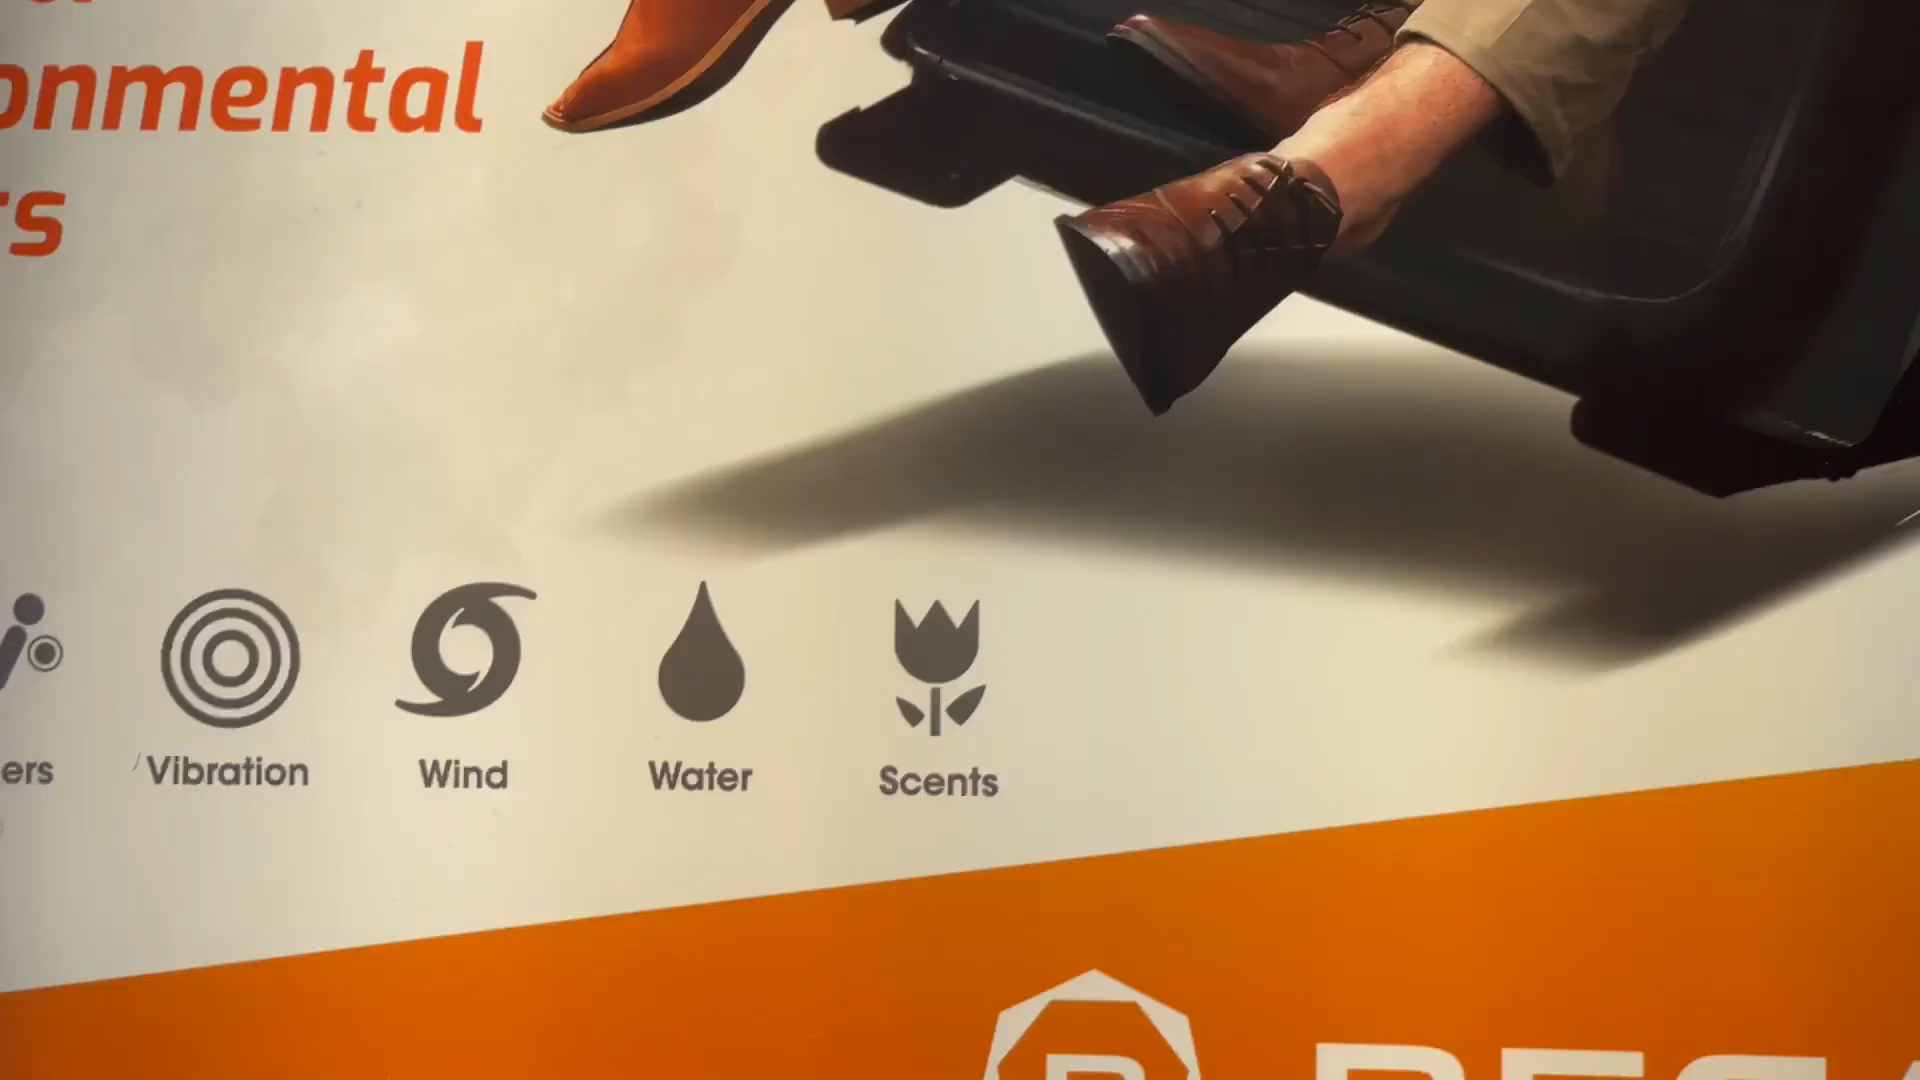 onmental
rs
ers Vibration Wind Water Scents